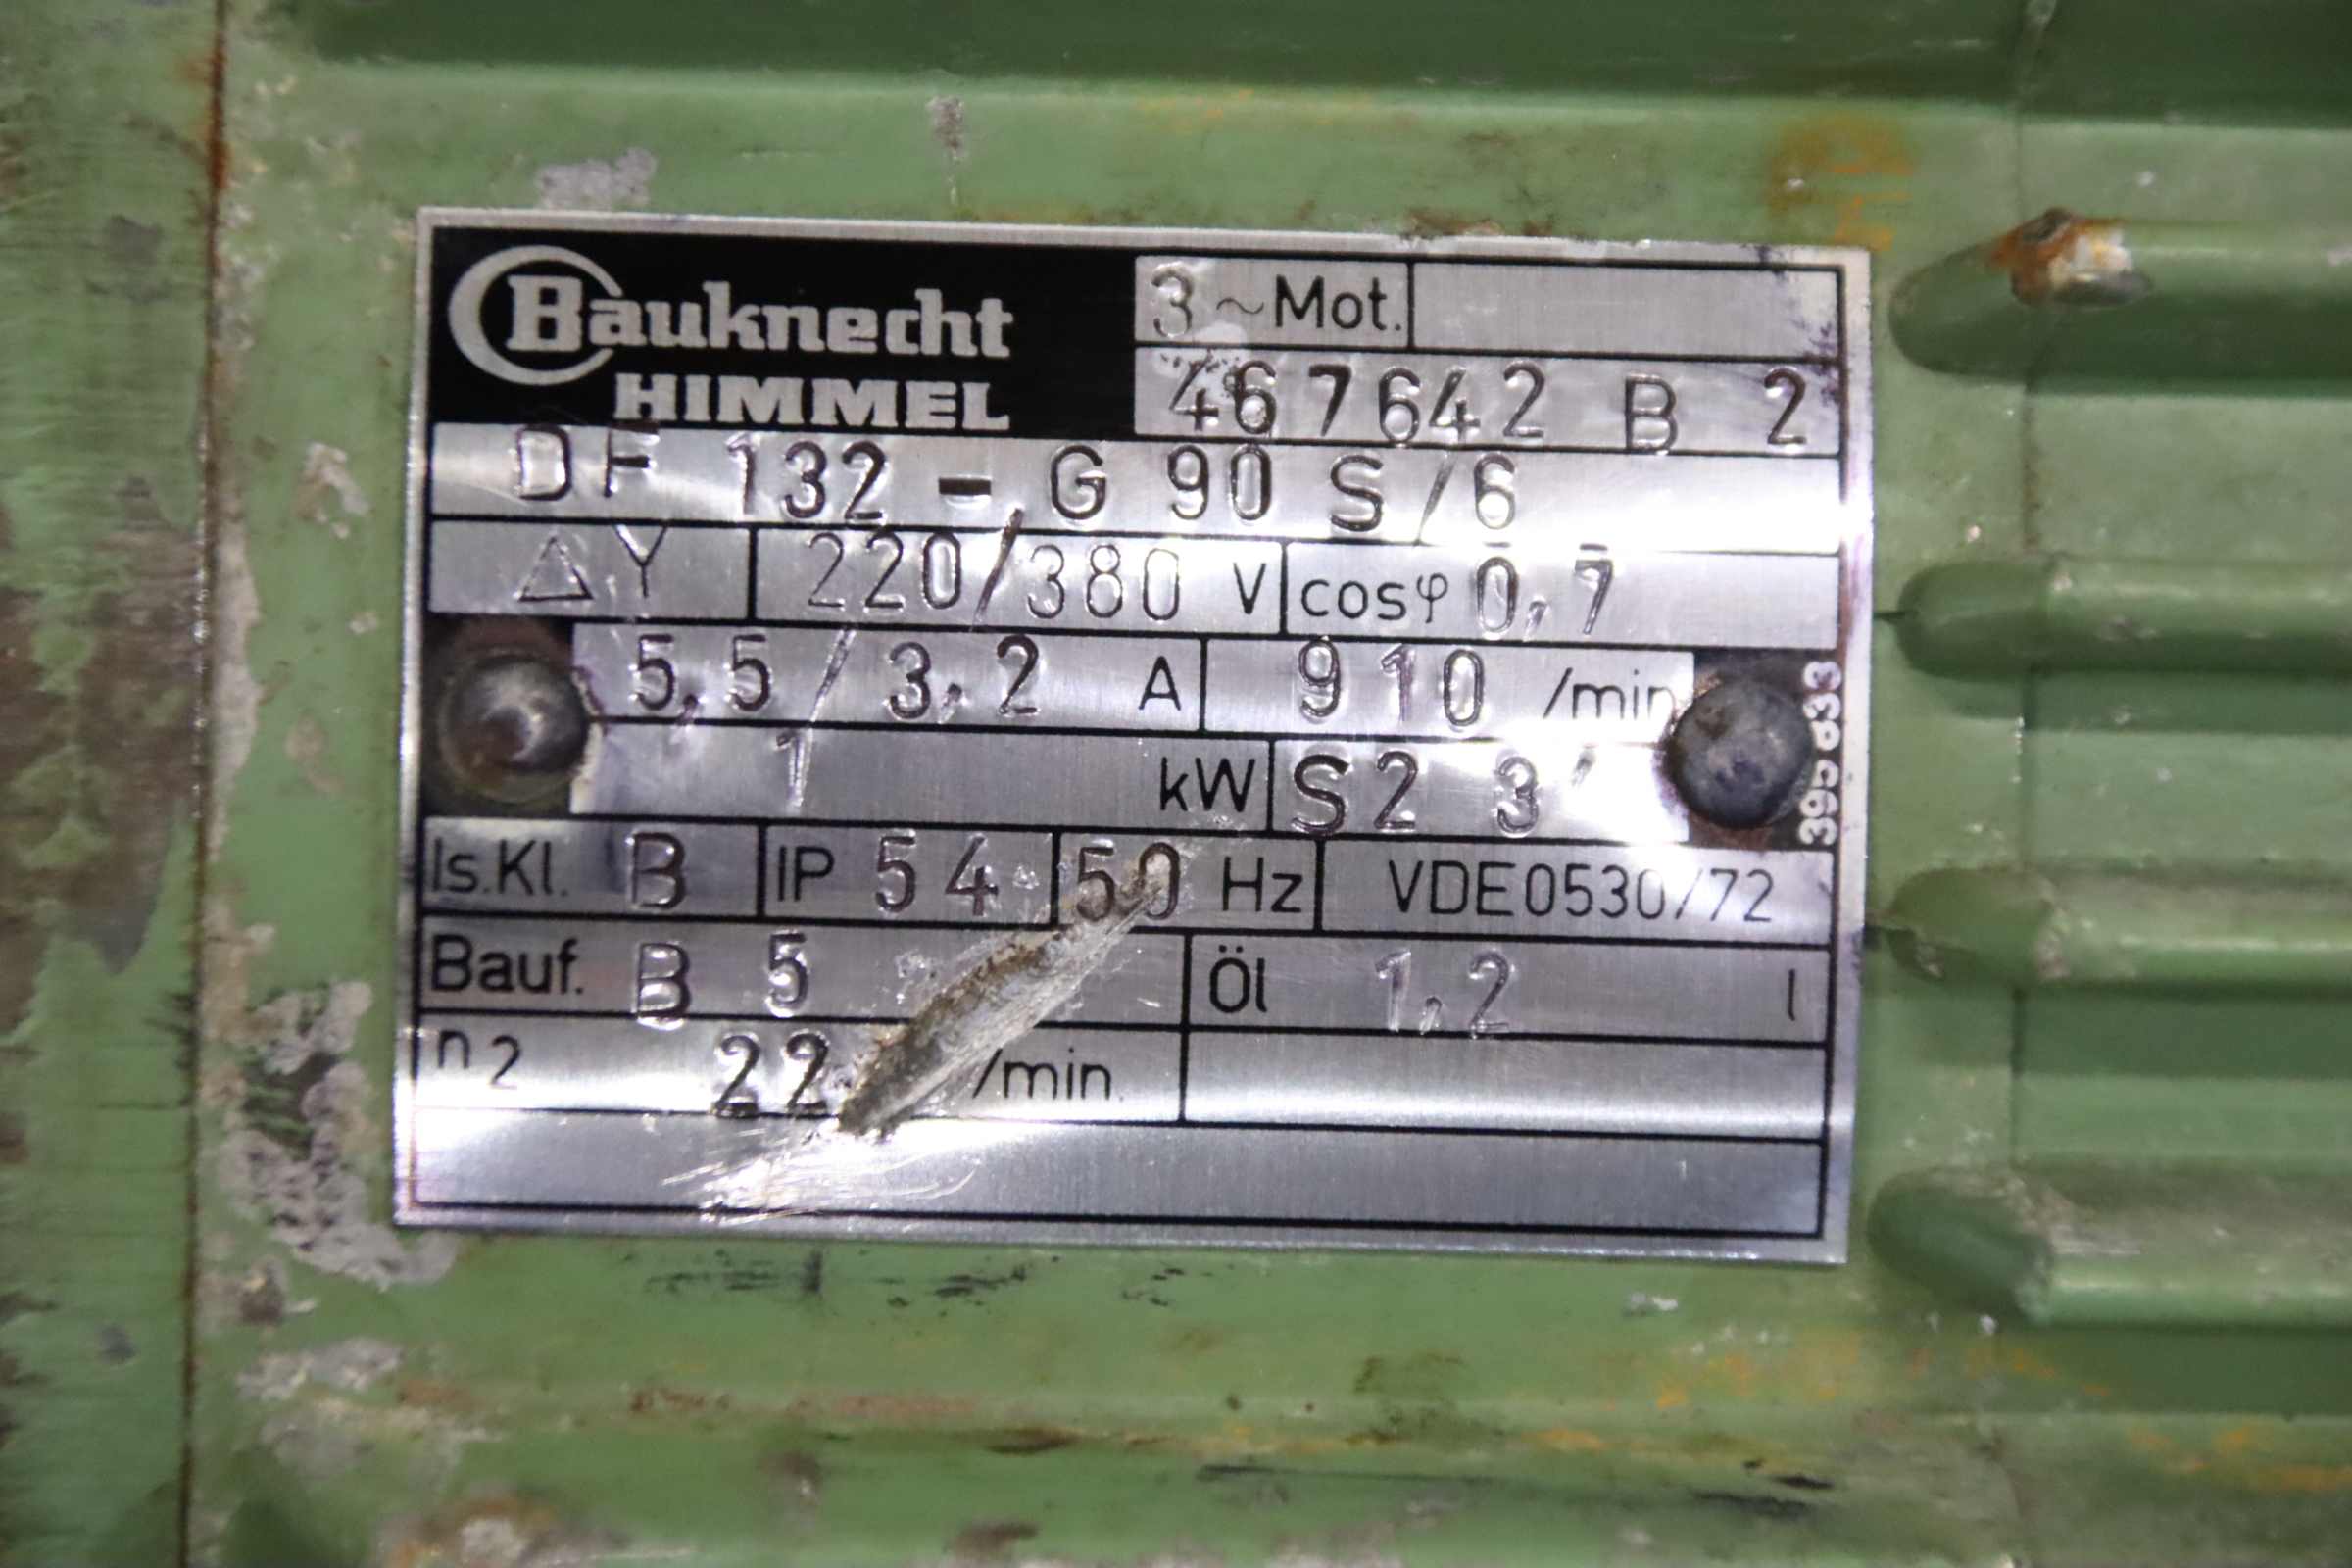 Bauknecht
HIMMEL
3 ~ Mot.
467642 B 2
DF 132 - G 90 S/6
△ Y 220/380 V cosφ 0,7
5,5/3,2 A 910 /min
1 kW S2 3'
395 633
Is.Kl. B IP 54 50 Hz VDE0530/72
Bauf. B 5 Öl 1,2 l
n2 22 /min.